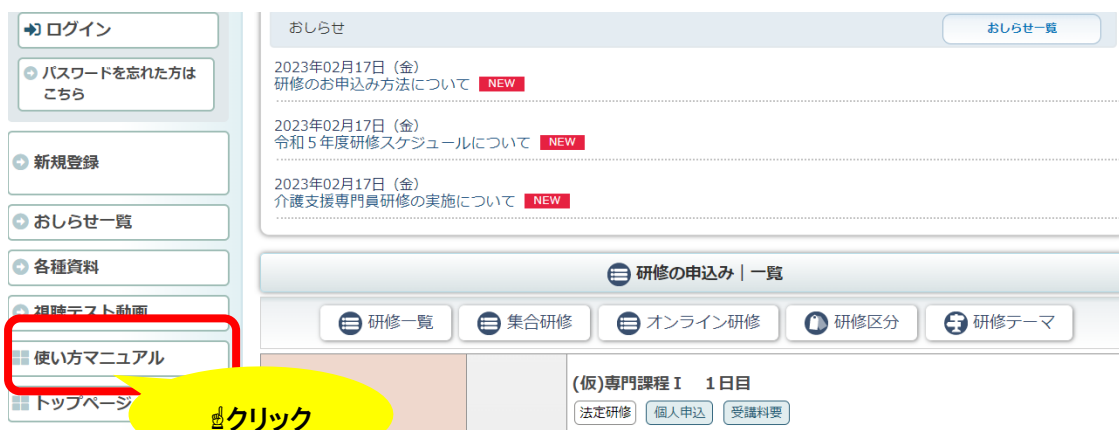 ログイン
パスワードを忘れた方は
こちら
新規登録
おしらせ一覧
各種資料
視聴テスト動画
使い方マニュアル
トップページ
☝クリック
おしらせ
おしらせ一覧
2023年02月17日（金）
研修のお申込み方法について NEW
2023年02月17日（金）
令和５年度研修スケジュールについて NEW
2023年02月17日（金）
介護支援専門員研修の実施について NEW
研修の申込み｜一覧
研修一覧 集合研修 オンライン研修 研修区分 研修テーマ
(仮)専門課程Ⅰ　１日目
法定研修 個人申込 受講料要